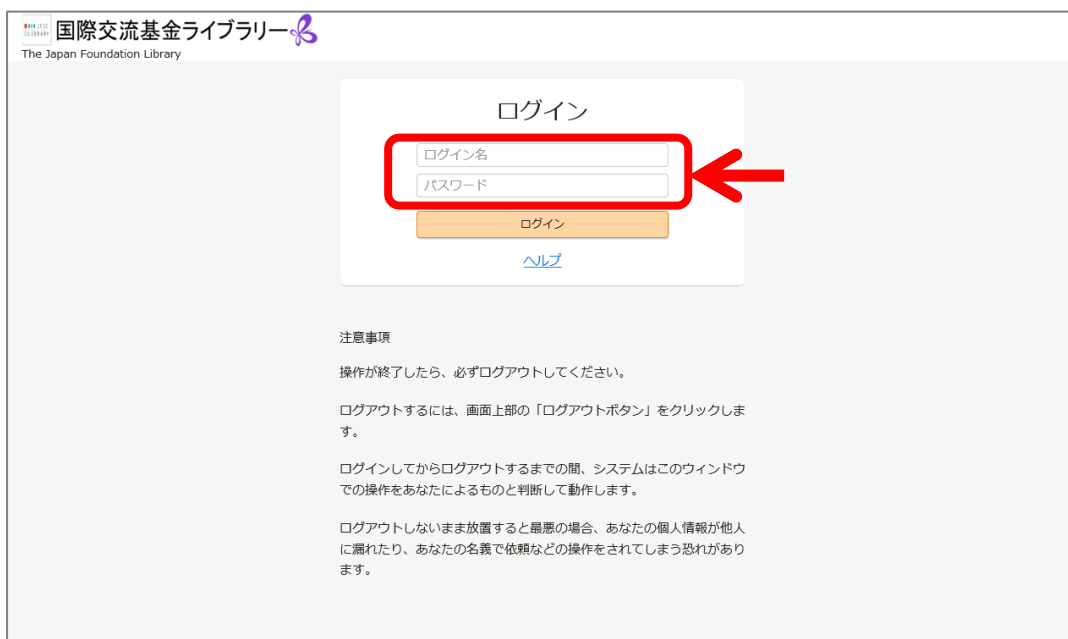 国際交流基金ライブラリー
The Japan Foundation Library
ログイン
ログイン名
パスワード
ログイン
ヘルプ
注意事項
操作が終了したら、必ずログアウトしてください。
ログアウトするには、画面上部の「ログアウトボタン」をクリックしま
す。
ログインしてからログアウトするまでの間、システムはこのウィンドウ
での操作をあなたによるものと判断して動作します。
ログアウトしないまま放置すると最悪の場合、あなたの個人情報が他人
に漏れたり、あなたの名義で依頼などの操作をされてしまう恐れがあり
ます。